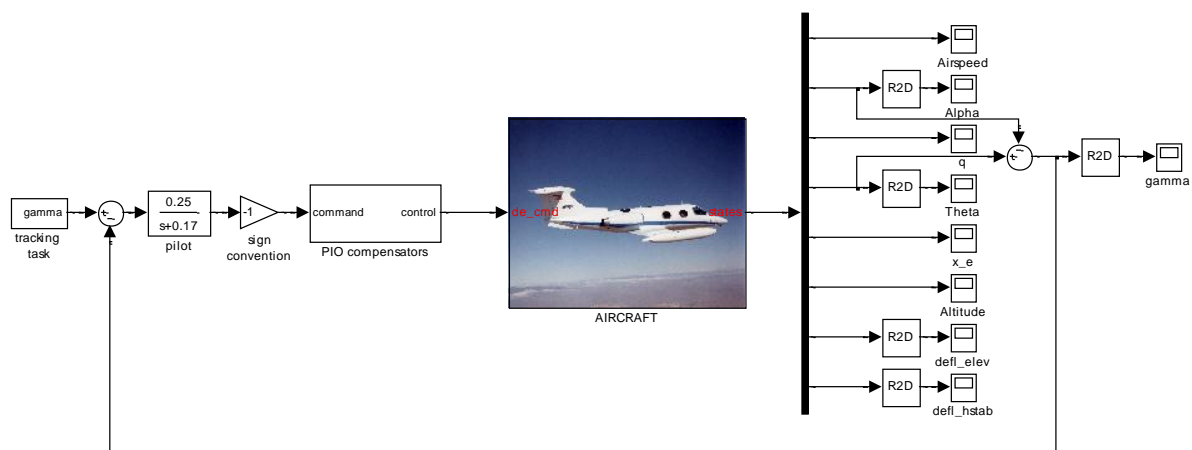 gamma
tracking
task
+
-
0.25
s+0.17
pilot
-1
sign
convention
command
control
PIO compensators
de_cmd
states
AIRCRAFT
Airspeed
R2D
Alpha
q
+
-
R2D
gamma
R2D
Theta
x_e
Altitude
R2D
defl_elev
R2D
defl_hstab